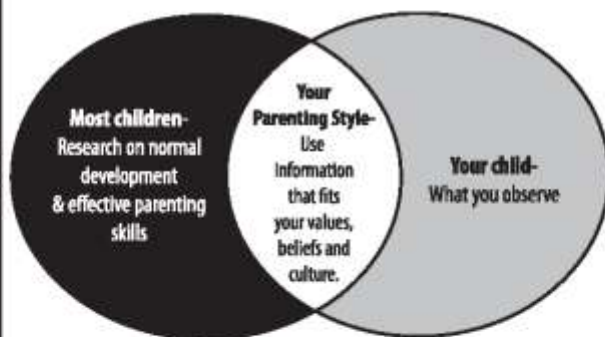 Most children-
Research on normal
development
& effective parenting
skills
Your
Parenting Style-
Use
information
that fits
your values,
beliefs and
culture.
Your child-
What you observe